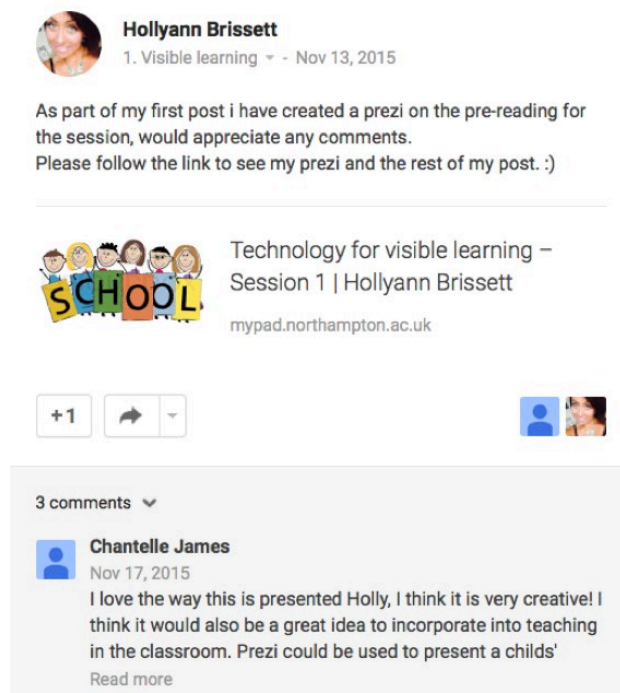 Hollyann Brissett
1. Visible learning - Nov 13, 2015
As part of my first post i have created a prezi on the pre-reading for
the session, would appreciate any comments.
Please follow the link to see my prezi and the rest of my post. :)
SCHOOL
Technology for visible learning –
Session 1 | Hollyann Brissett
mypad.northampton.ac.uk
+1
3 comments
Chantelle James
Nov 17, 2015
I love the way this is presented Holly, I think it is very creative! I
think it would also be a great idea to incorporate into teaching
in the classroom. Prezi could be used to present a childs'
Read more